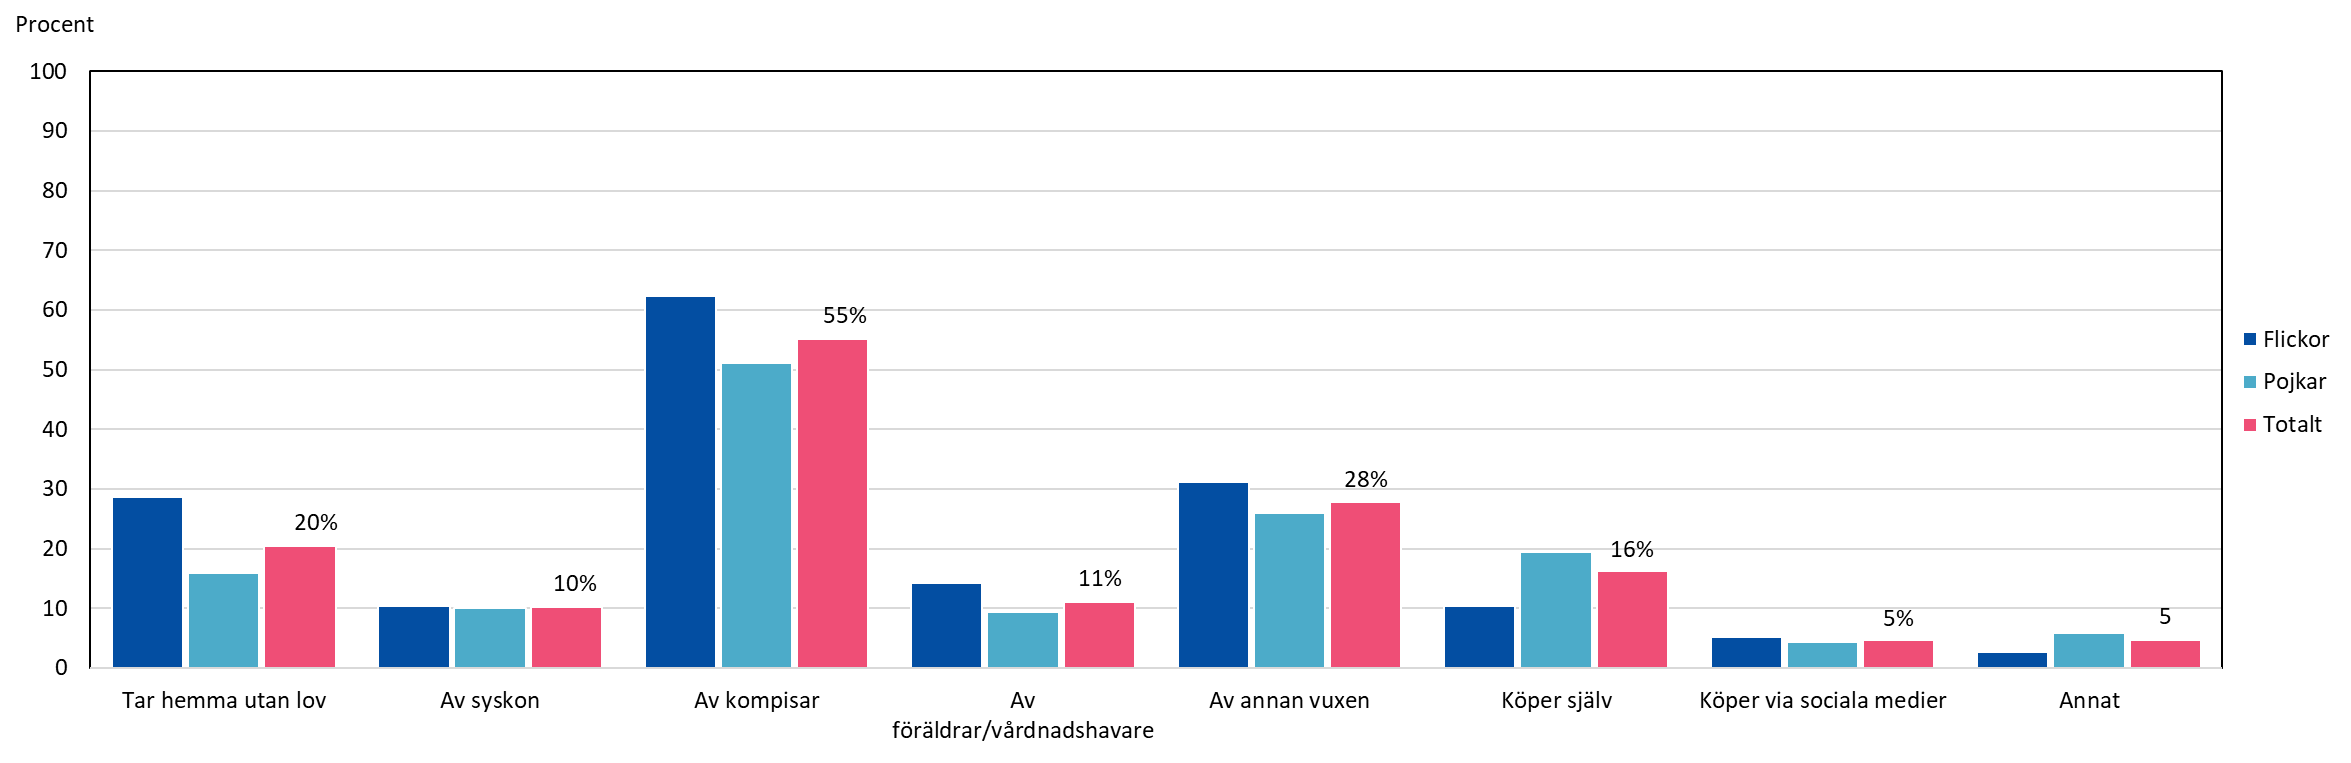 Procent
100
90
80
70
60
50
40
30
20
10
0
20%
10%
55%
11%
28%
16%
5%
5
Tar hemma utan lov
Av syskon
Av kompisar
Av
föräldrar/vårdnadshavare
Av annan vuxen
Köper själv
Köper via sociala medier
Annat
Flickor
Pojkar
Totalt